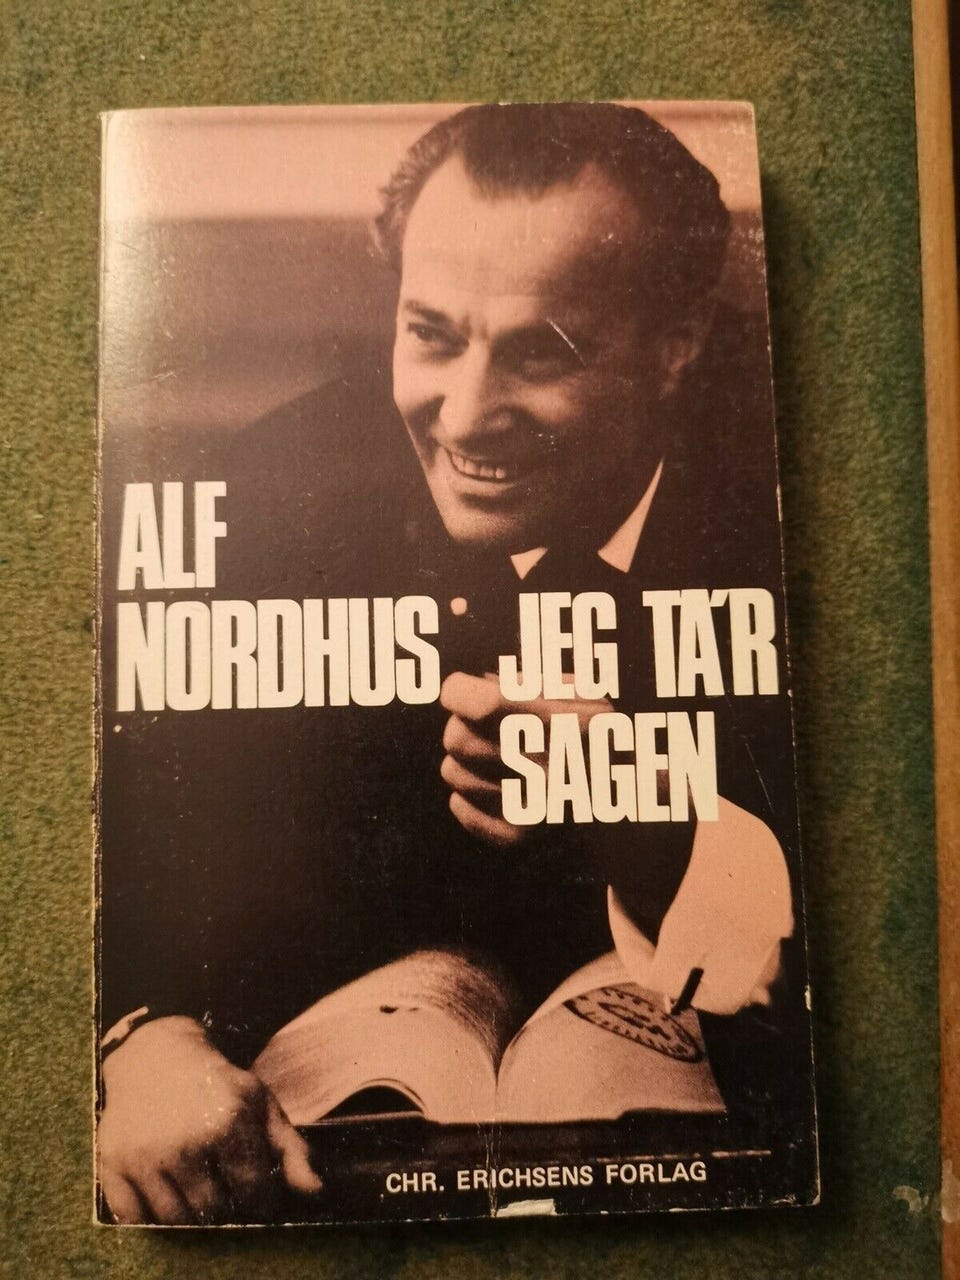 ALF
NORDHUS
JEG TA'R
SAGEN
CHR. ERICHSENS FORLAG